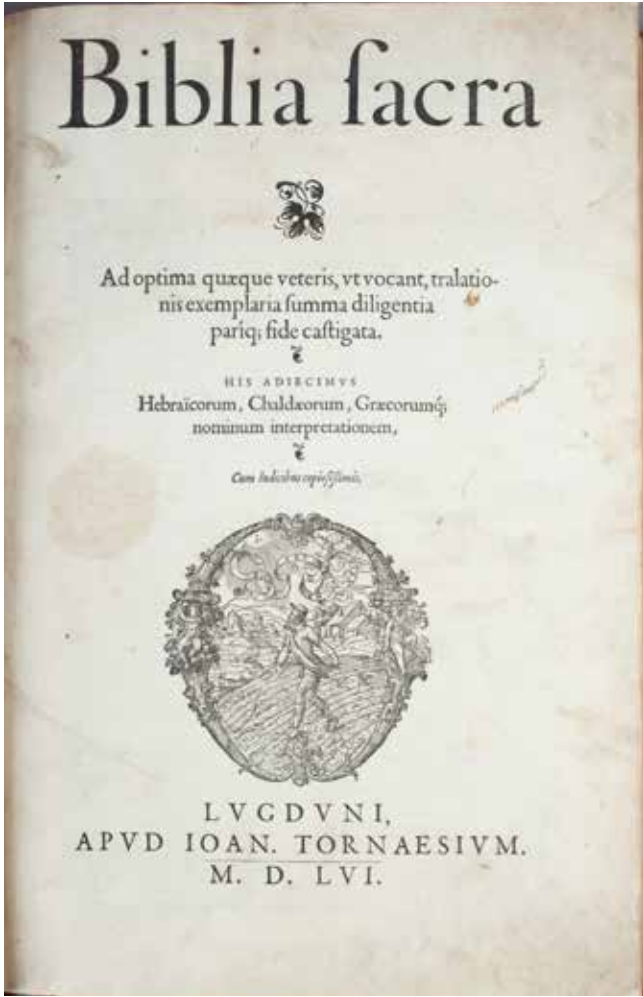 Biblia ſacra
Ad optima quæque veteris, vt vocant, tralatio-
nis exemplaria ſumma diligentia
pariq; fide caſtigata.
HIS ADIECIMVS
Hebraïcorum, Chaldæorum, Græcorumq́;
nominum interpretationem,
Cum Indicibus copioſiſsimis.
LVGDVNI,
APVD IOAN. TORNAESIVM.
M. D. LVI.